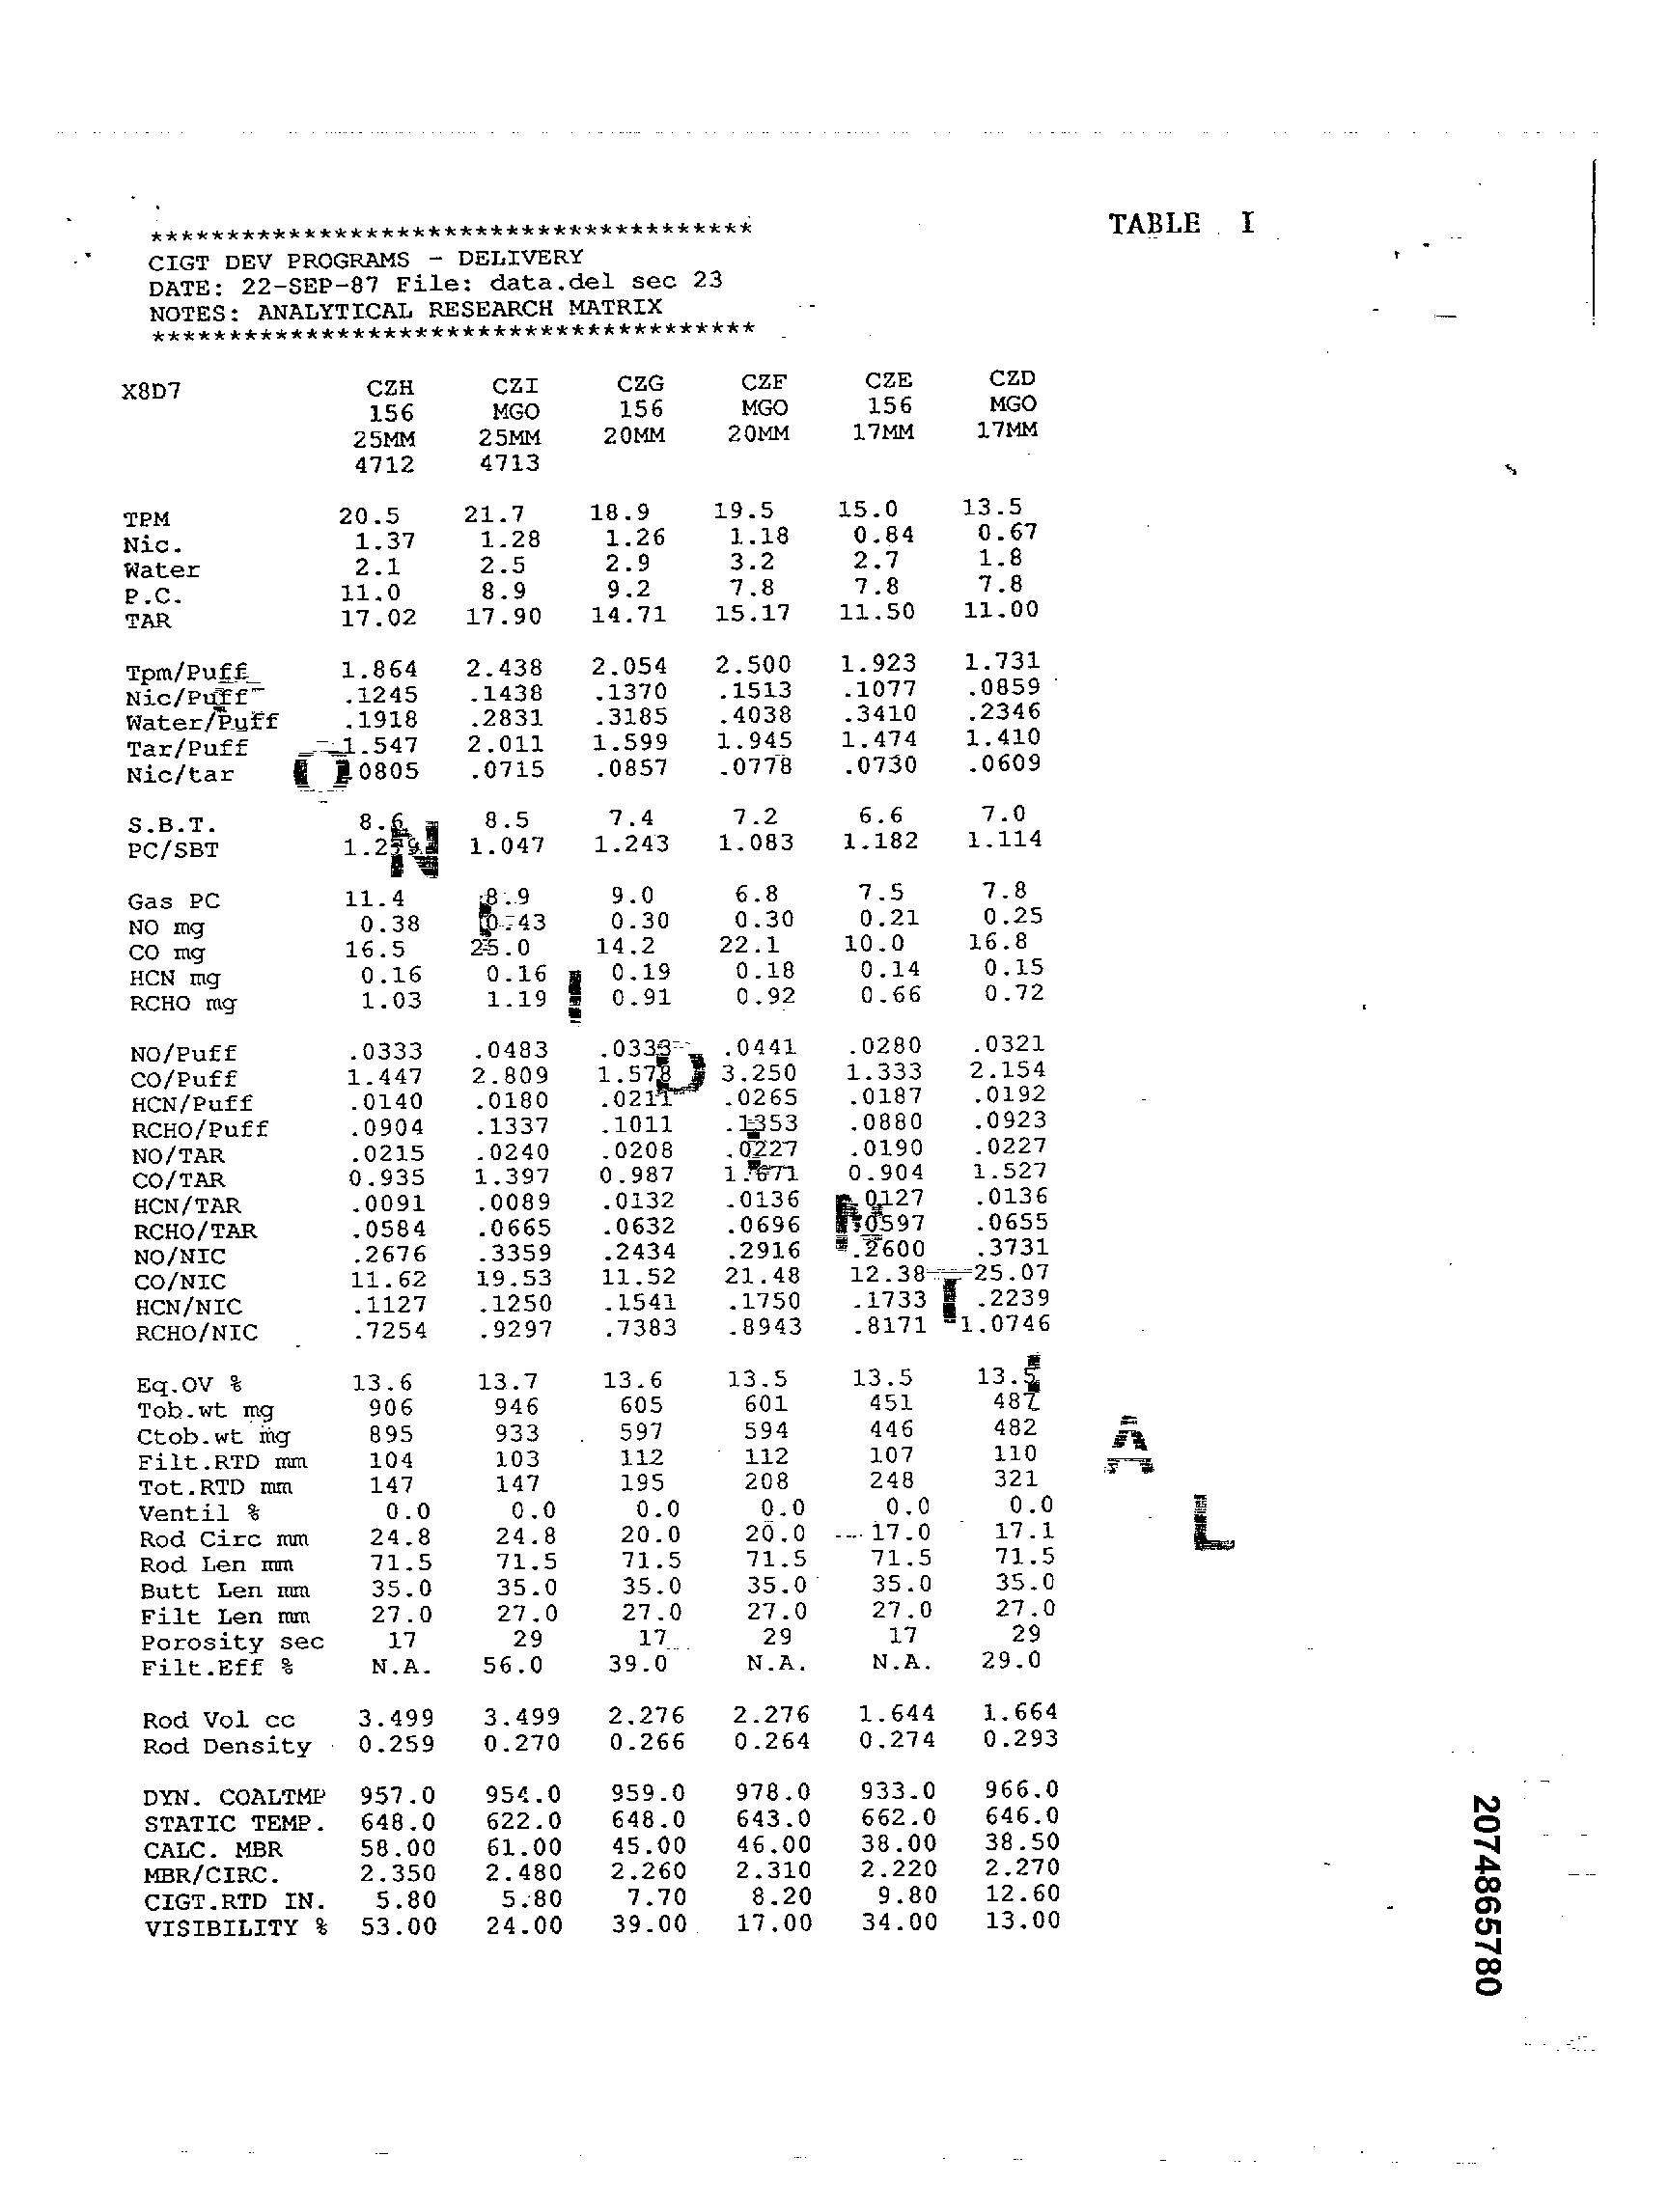 TABLE I
***************************************
CIGT DEV PROGRAMS - DELIVERY
DATE: 22-SEP-87 File: data.del sec 23
NOTES: ANALYTICAL RESEARCH MATRIX
***************************************
X8D7 CZH CZI CZG CZF CZE CZD
156 MGO 156 MGO 156 MGO
25MM 25MM 20MM 20MM 17MM 17MM
4712 4713
TPM 20.5 21.7 18.9 19.5 15.0 13.5
Nic. 1.37 1.28 1.26 1.18 0.84 0.67
Water 2.1 2.5 2.9 3.2 2.7 1.8
P.C. 11.0 8.9 9.2 7.8 7.8 7.8
TAR 17.02 17.90 14.71 15.17 11.50 11.00
Tpm/Puff 1.864 2.438 2.054 2.500 1.923 1.731
Nic/Puff .1245 .1438 .1370 .1513 .1077 .0859
Water/Puff .1918 .2831 .3185 .4038 .3410 .2346
Tar/Puff 1.547 2.011 1.599 1.945 1.474 1.410
Nic/tar .0805 .0715 .0857 .0778 .0730 .0609
S.B.T. 8.6 8.5 7.4 7.2 6.6 7.0
PC/SBT 1.047 1.243 1.083 1.182 1.114
Gas PC 11.4 8.9 9.0 6.8 7.5 7.8
NO mg 0.38 0.43 0.30 0.30 0.21 0.25
CO mg 16.5 25.0 14.2 22.1 10.0 16.8
HCN mg 0.16 0.16 0.19 0.18 0.14 0.15
RCHO mg 1.03 1.19 0.91 0.92 0.66 0.72
NO/Puff .0333 .0483 .0333 .0441 .0280 .0321
CO/Puff 1.447 2.809 1.578 3.250 1.333 2.154
HCN/Puff .0140 .0180 .0211 .0265 .0187 .0192
RCHO/Puff .0904 .1337 .1011 .1353 .0880 .0923
NO/TAR .0215 .0240 .0208 .0227 .0190 .0227
CO/TAR 0.935 1.397 0.987 1.671 0.904 1.527
HCN/TAR .0091 .0089 .0132 .0136 .0127 .0136
RCHO/TAR .0584 .0665 .0632 .0696 .0597 .0655
NO/NIC .2676 .3359 .2434 .2916 .2600 .3731
CO/NIC 11.62 19.53 11.52 21.48 12.38 25.07
HCN/NIC .1127 .1250 .1541 .1750 .1733 .2239
RCHO/NIC .7254 .9297 .7383 .8943 .8171 1.0746
Eq.OV % 13.6 13.7 13.6 13.5 13.5 13.5
Tob.wt mg 906 946 605 601 451 487
Ctob.wt mg 895 933 597 594 446 482
Filt.RTD mm 104 103 112 112 107 110
Tot.RTD mm 147 147 195 208 248 321
Ventil % 0.0 0.0 0.0 0.0 0.0 0.0
Rod Circ mm 24.8 24.8 20.0 20.0 17.0 17.1
Rod Len mm 71.5 71.5 71.5 71.5 71.5 71.5
Butt Len mm 35.0 35.0 35.0 35.0 35.0 35.0
Filt Len mm 27.0 27.0 27.0 27.0 27.0 27.0
Porosity sec 17 29 17 29 17 29
Filt.Eff % N.A. 56.0 39.0 N.A. N.A. 29.0
Rod Vol cc 3.499 3.499 2.276 2.276 1.644 1.664
Rod Density 0.259 0.270 0.266 0.264 0.274 0.293
DYN. COALTMP 957.0 954.0 959.0 978.0 933.0 966.0
STATIC TEMP. 648.0 622.0 648.0 643.0 662.0 646.0
CALC. MBR 58.00 61.00 45.00 46.00 38.00 38.50
MBR/CIRC. 2.350 2.480 2.260 2.310 2.220 2.270
CIGT.RTD IN. 5.80 5.80 7.70 8.20 9.80 12.60
VISIBILITY % 53.00 24.00 39.00 17.00 34.00 13.00
2074865780